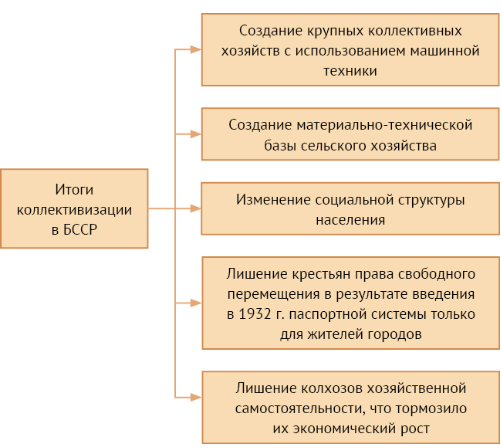 Итоги
коллективизации
в БССР
Создание крупных коллективных
хозяйств с использованием машинной
техники
Создание материально-технической
базы сельского хозяйства
Изменение социальной структуры
населения
Лишение крестьян права свободного
перемещения в результате введения
в 1932 г. паспортной системы только
для жителей городов
Лишение колхозов хозяйственной
самостоятельности, что тормозило
их экономический рост